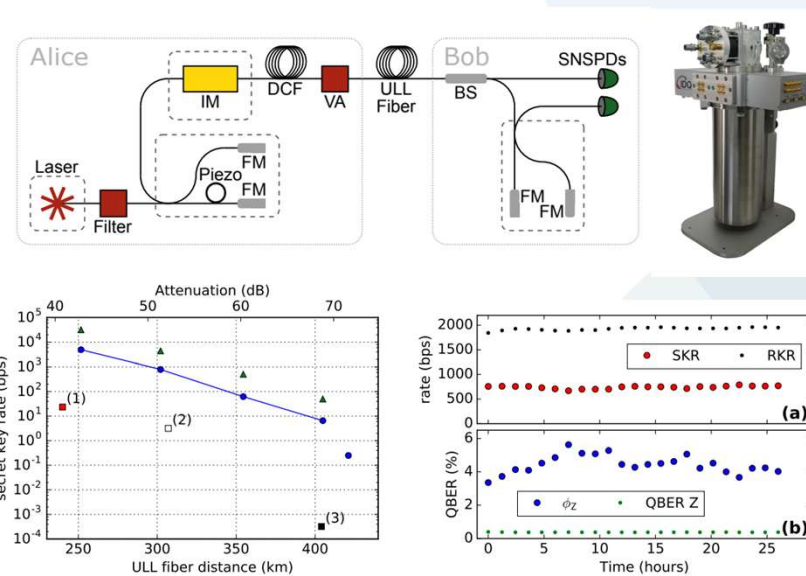 Alice
Bob
SNSPDs
IM
DCF
VA
ULL
Fiber
BS
Laser
Filter
Piezo
FM
FM
FM
FM
IDQ
Attenuation (dB)
40 50 60 70
10^5
10^4
10^3
10^2
10^1
10^0
10^-1
10^-2
10^-3
10^-4
secret key rate (bps)
(1)
(2)
(3)
250 300 350 400
ULL fiber distance (km)
2000
1500
1000
500
0
rate (bps)
SKR RKR
(a)
6
4
2
0
QBER (%)
ϕZ QBER Z
(b)
0 5 10 15 20 25
Time (hours)